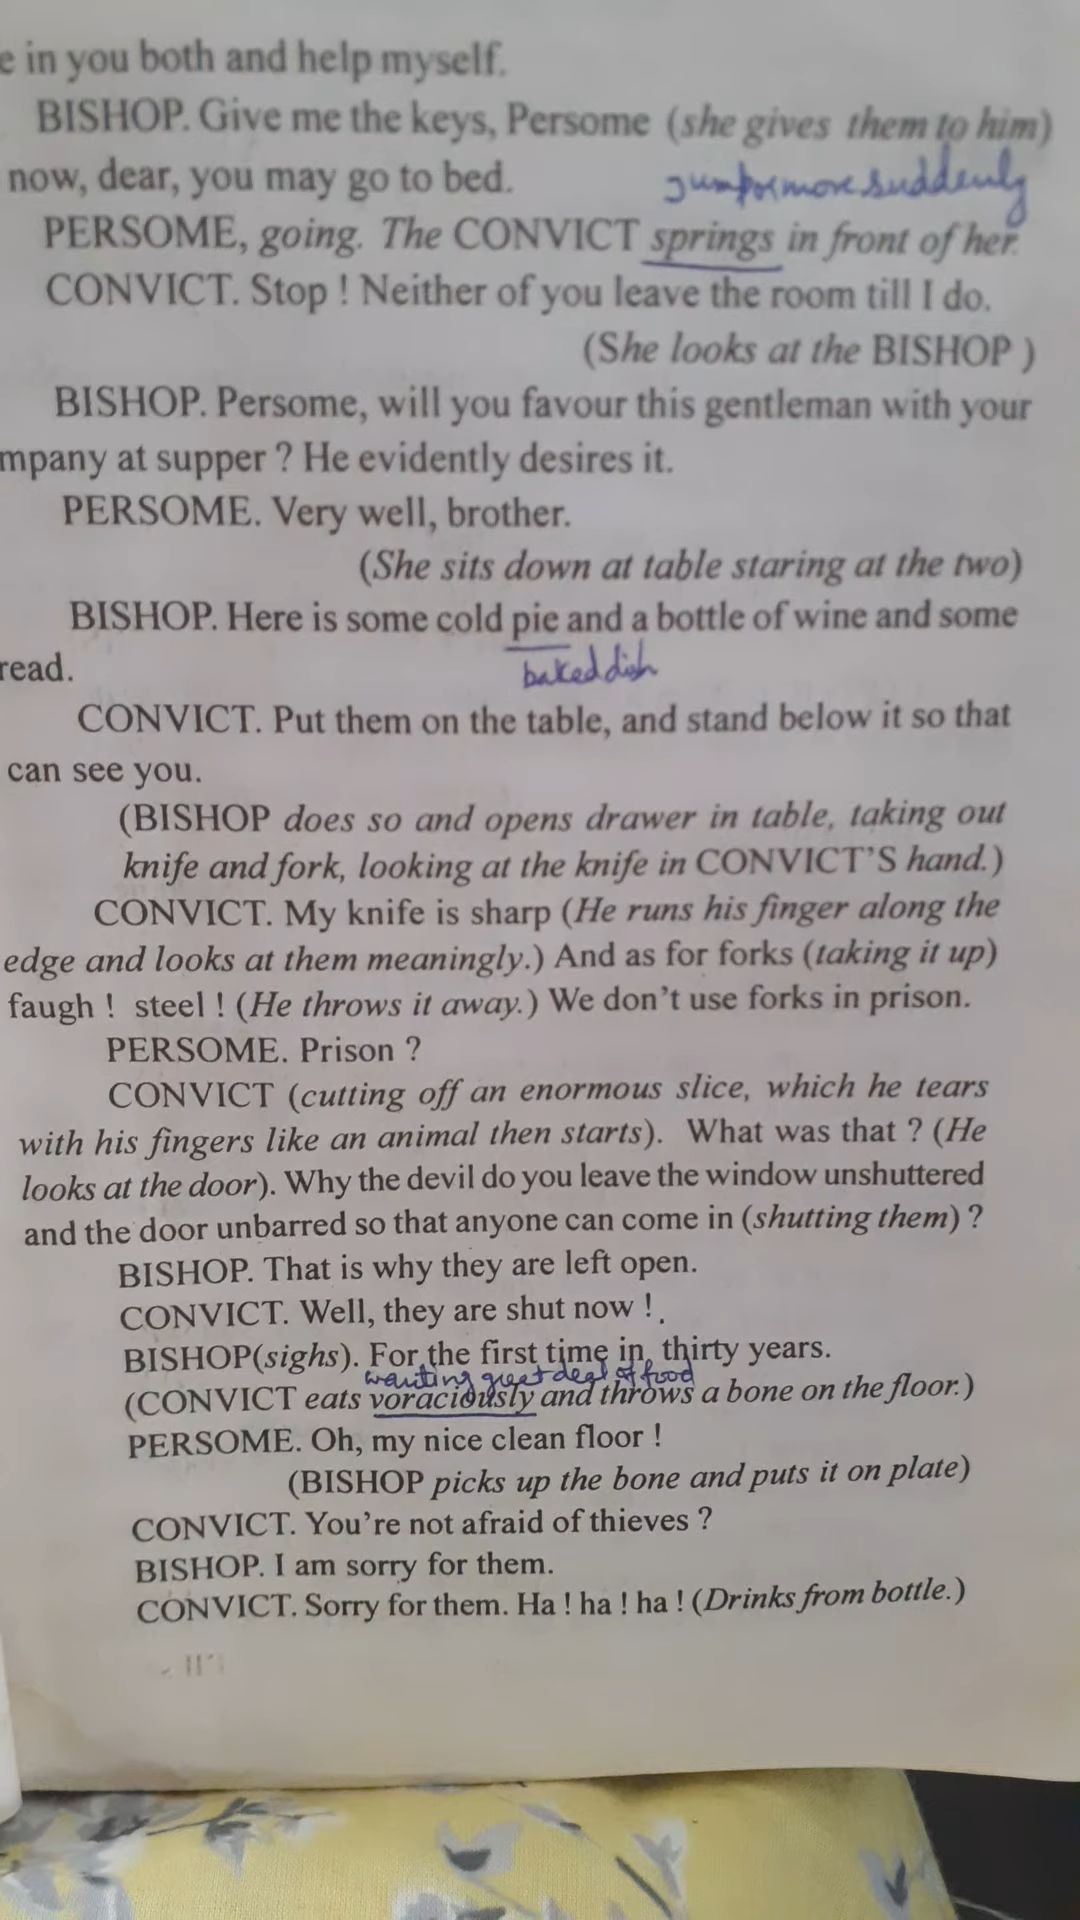 e in you both and help myself.
BISHOP. Give me the keys, Persome (she gives them to him)
now, dear, you may go to bed.
jump or move suddenly
PERSOME, going. The CONVICT springs in front of her.
CONVICT. Stop ! Neither of you leave the room till I do.
(She looks at the BISHOP )
BISHOP. Persome, will you favour this gentleman with your
mpany at supper ? He evidently desires it.
PERSOME. Very well, brother.
(She sits down at table staring at the two)
BISHOP. Here is some cold pie and a bottle of wine and some
read.
baked dish
CONVICT. Put them on the table, and stand below it so that
can see you.
(BISHOP does so and opens drawer in table, taking out
knife and fork, looking at the knife in CONVICT'S hand.)
CONVICT. My knife is sharp (He runs his finger along the
edge and looks at them meaningly.) And as for forks (taking it up)
faugh ! steel ! (He throws it away.) We don't use forks in prison.
PERSOME. Prison ?
CONVICT (cutting off an enormous slice, which he tears
with his fingers like an animal then starts). What was that ? (He
looks at the door). Why the devil do you leave the window unshuttered
and the door unbarred so that anyone can come in (shutting them) ?
BISHOP. That is why they are left open.
CONVICT. Well, they are shut now !.
BISHOP(sighs). For the first time in thirty years.
wanting great deal of food
(CONVICT eats voraciously and throws a bone on the floor.)
PERSOME. Oh, my nice clean floor !
(BISHOP picks up the bone and puts it on plate)
CONVICT. You're not afraid of thieves ?
BISHOP. I am sorry for them.
CONVICT. Sorry for them. Ha ! ha ! ha ! (Drinks from bottle.)